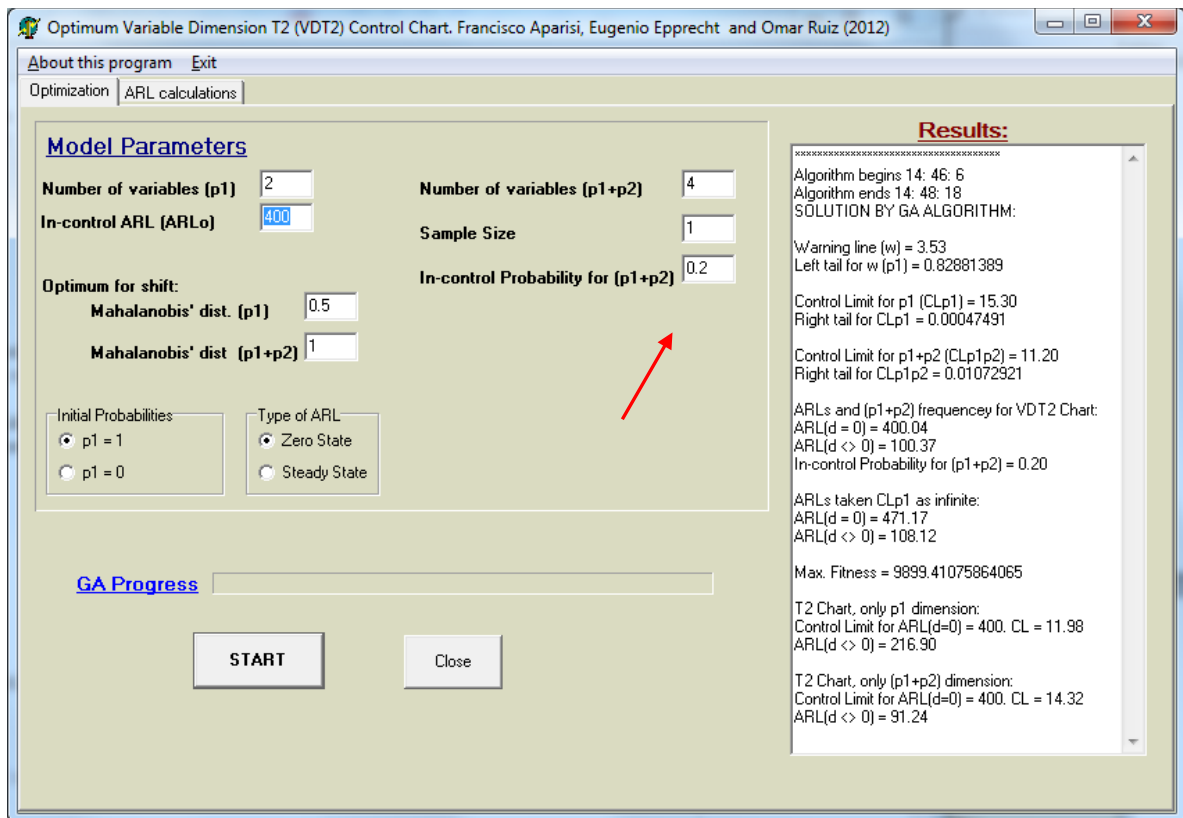 Optimum Variable Dimension T2 (VDT2) Control Chart. Francisco Aparisi, Eugenio Epprecht and Omar Ruiz (2012)
About this program Exit
Optimization ARL calculations
Model Parameters
Number of variables (p1) 2
In-control ARL (ARLo) 400
Optimum for shift:
Mahalanobis' dist. (p1) 0.5
Mahalanobis' dist (p1+p2) 1
Number of variables (p1+p2) 4
Sample Size 1
In-control Probability for (p1+p2) 0.2
Initial Probabilities
p1 = 1
p1 = 0
Type of ARL
Zero State
Steady State
GA Progress
START
Close
Results:
Algorithm begins 14: 46: 6
Algorithm ends 14: 48: 18
SOLUTION BY GA ALGORITHM:
Warning line (w) = 3.53
Left tail for w (p1) = 0.82881389
Control Limit for p1 (CLp1) = 15.30
Right tail for CLp1 = 0.00047491
Control Limit for p1+p2 (CLp1p2) = 11.20
Right tail for CLp1p2 = 0.01072921
ARLs and (p1+p2) frequencey for VDT2 Chart:
ARL(d = 0) = 400.04
ARL(d <> 0) = 100.37
In-control Probability for (p1+p2) = 0.20
ARLs taken CLp1 as infinite:
ARL(d = 0) = 471.17
ARL(d <> 0) = 108.12
Max. Fitness = 9899.41075864065
T2 Chart, only p1 dimension:
Control Limit for ARL(d=0) = 400. CL = 11.98
ARL(d <> 0) = 216.90
T2 Chart, only (p1+p2) dimension:
Control Limit for ARL(d=0) = 400. CL = 14.32
ARL(d <> 0) = 91.24